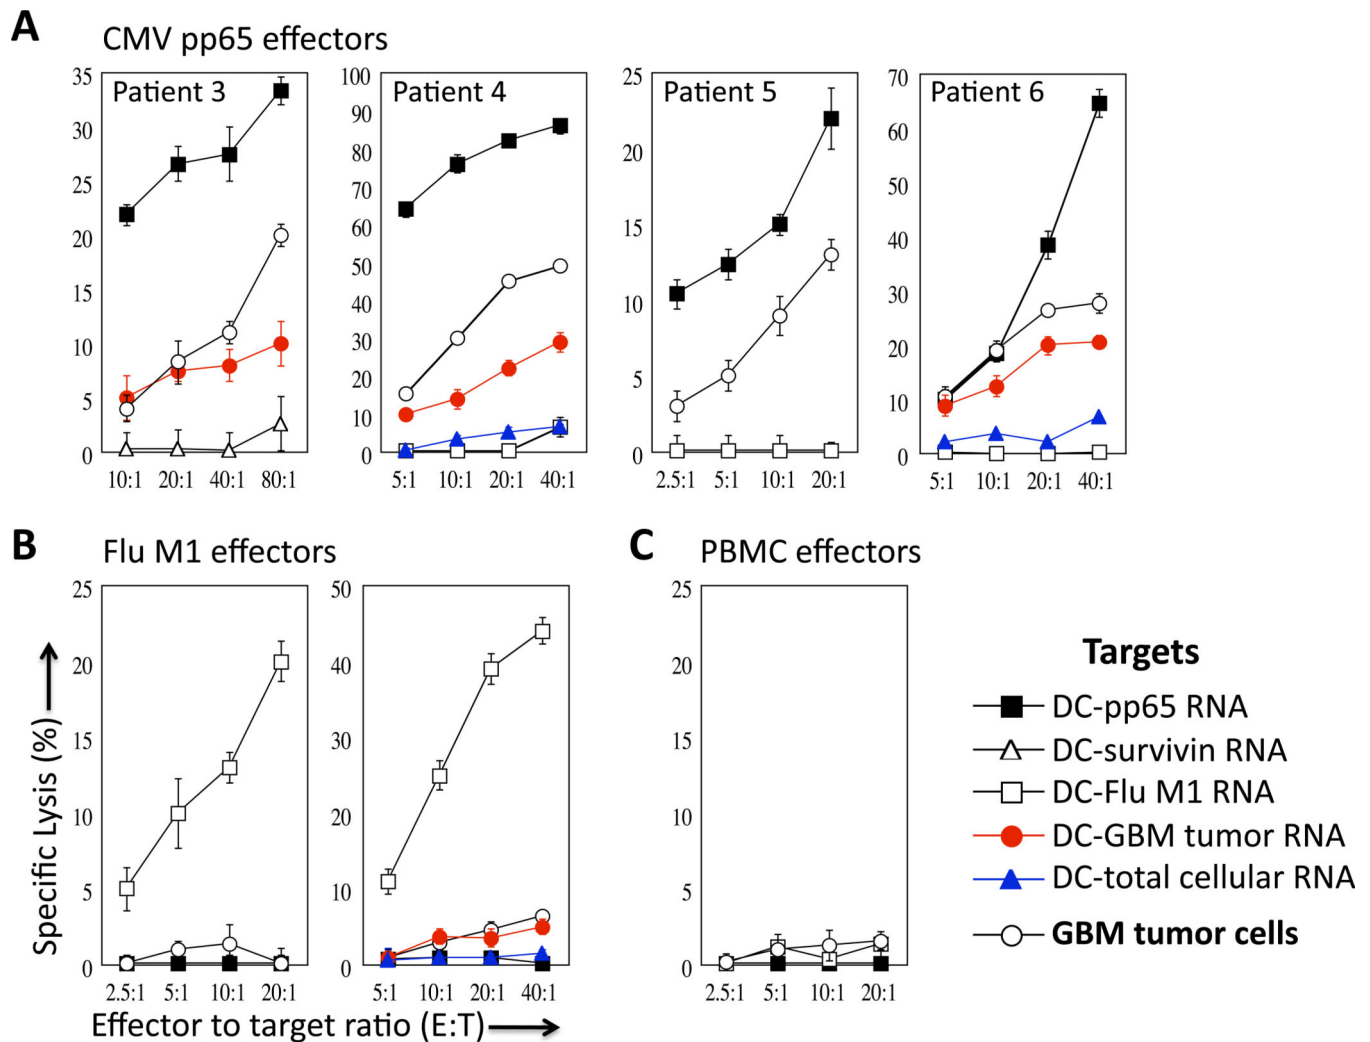 A
CMV pp65 effectors
Patient 3
35
30
25
20
15
10
5
0
10:1 20:1 40:1 80:1
Patient 4
100
90
80
70
60
50
40
30
20
10
0
5:1 10:1 20:1 40:1
Patient 5
25
20
15
10
5
0
2.5:1 5:1 10:1 20:1
Patient 6
70
60
50
40
30
20
10
0
5:1 10:1 20:1 40:1
B
Flu M1 effectors
Specific Lysis (%)
25
20
15
10
5
0
2.5:1 5:1 10:1 20:1
50
40
30
20
10
0
5:1 10:1 20:1 40:1
Effector to target ratio (E:T)
C
PBMC effectors
25
20
15
10
5
0
2.5:1 5:1 10:1 20:1
Targets
DC-pp65 RNA
DC-survivin RNA
DC-Flu M1 RNA
DC-GBM tumor RNA
DC-total cellular RNA
GBM tumor cells